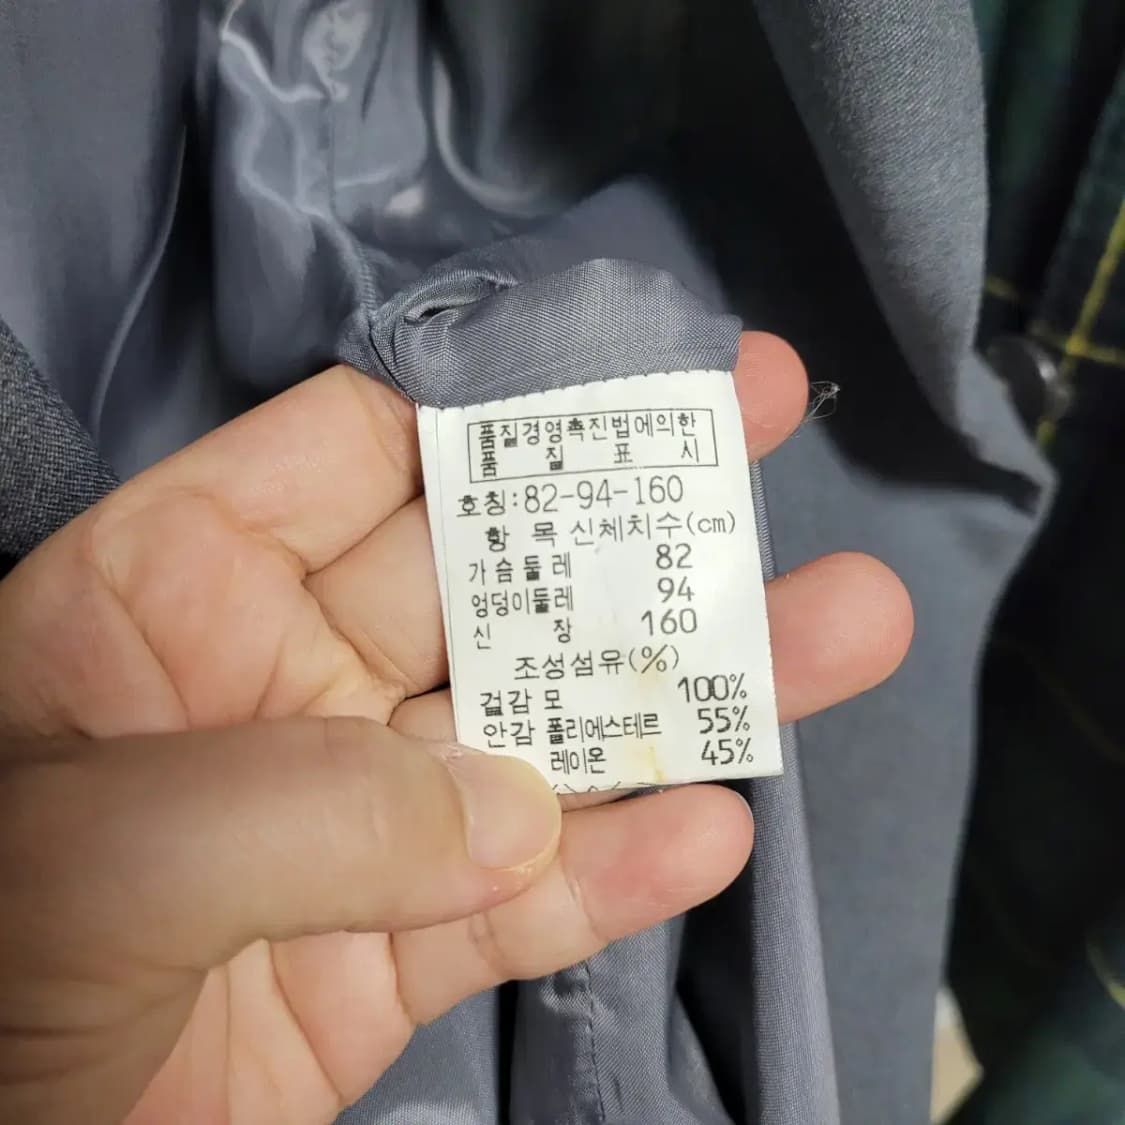 품질경영촉진법에의한
품 질 표 시
호칭:82-94-160
항 목 신체치수(cm)
가슴둘레 82
엉덩이둘레 94
신 장 160
조성섬유(%)
겉감 모 100%
안감 폴리에스테르 55%
레이온 45%